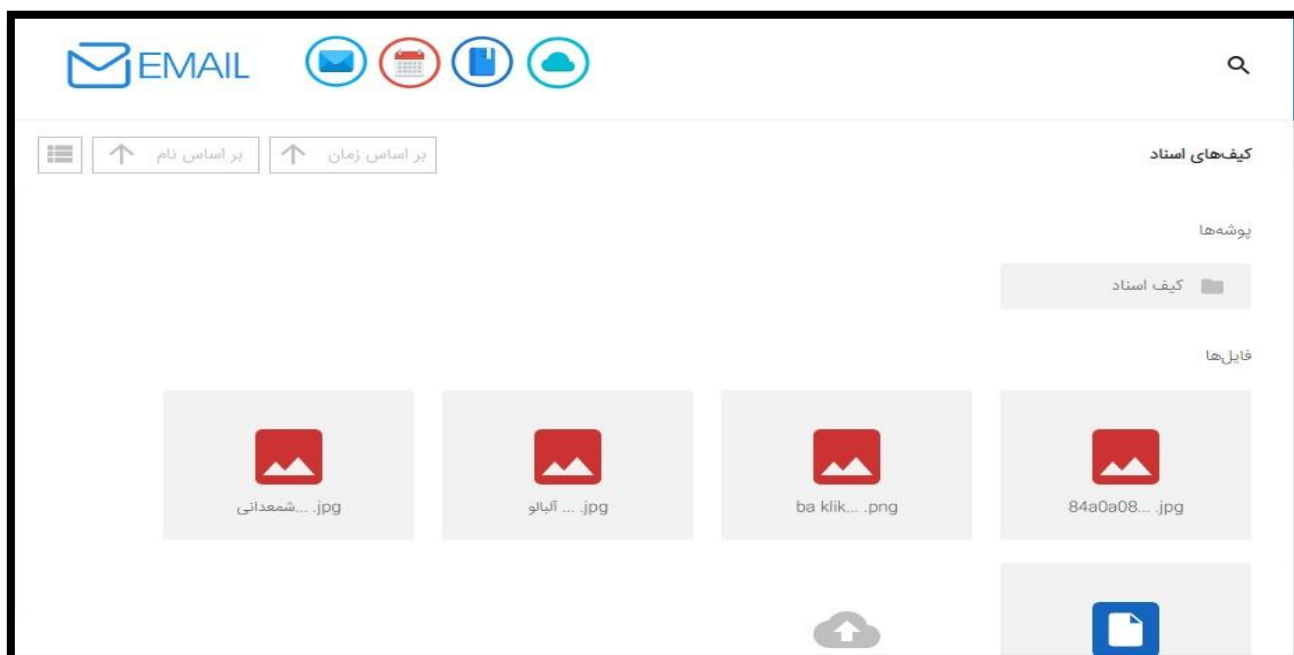 EMAIL
کیف‌های اسناد
بر اساس زمان
بر اساس نام
پوشه‌ها
کیف اسناد
فایل‌ها
84a0a08... .jpg
ba klik... .png
آلبالو ... .jpg
شمعدانی... .jpg